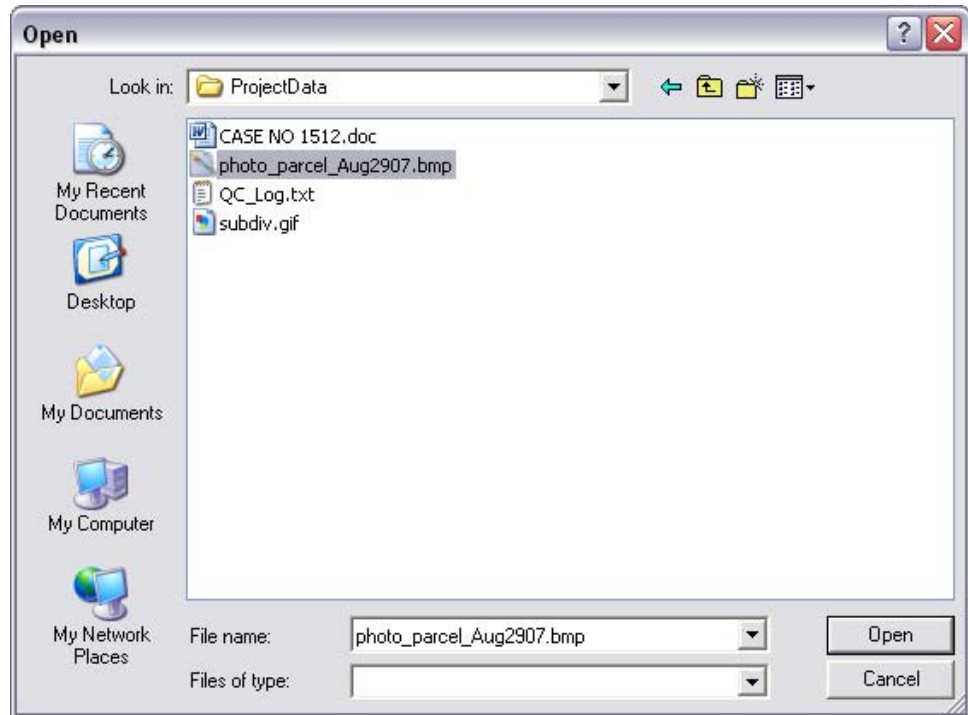 Open
Look in: ProjectData
CASE NO 1512.doc
photo_parcel_Aug2907.bmp
QC_Log.txt
subdiv.gif
My Recent
Documents
Desktop
My Documents
My Computer
My Network
Places
File name: photo_parcel_Aug2907.bmp Open
Files of type: Cancel